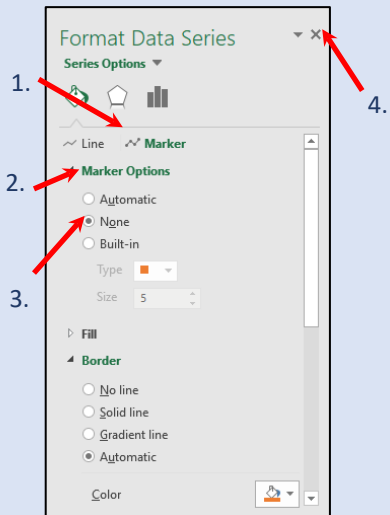 Format Data Series
Series Options
1.
4.
Line Marker
2.
Marker Options
Automatic
None
3.
Built-in
Type
Size 5
Fill
Border
No line
Solid line
Gradient line
Automatic
Color